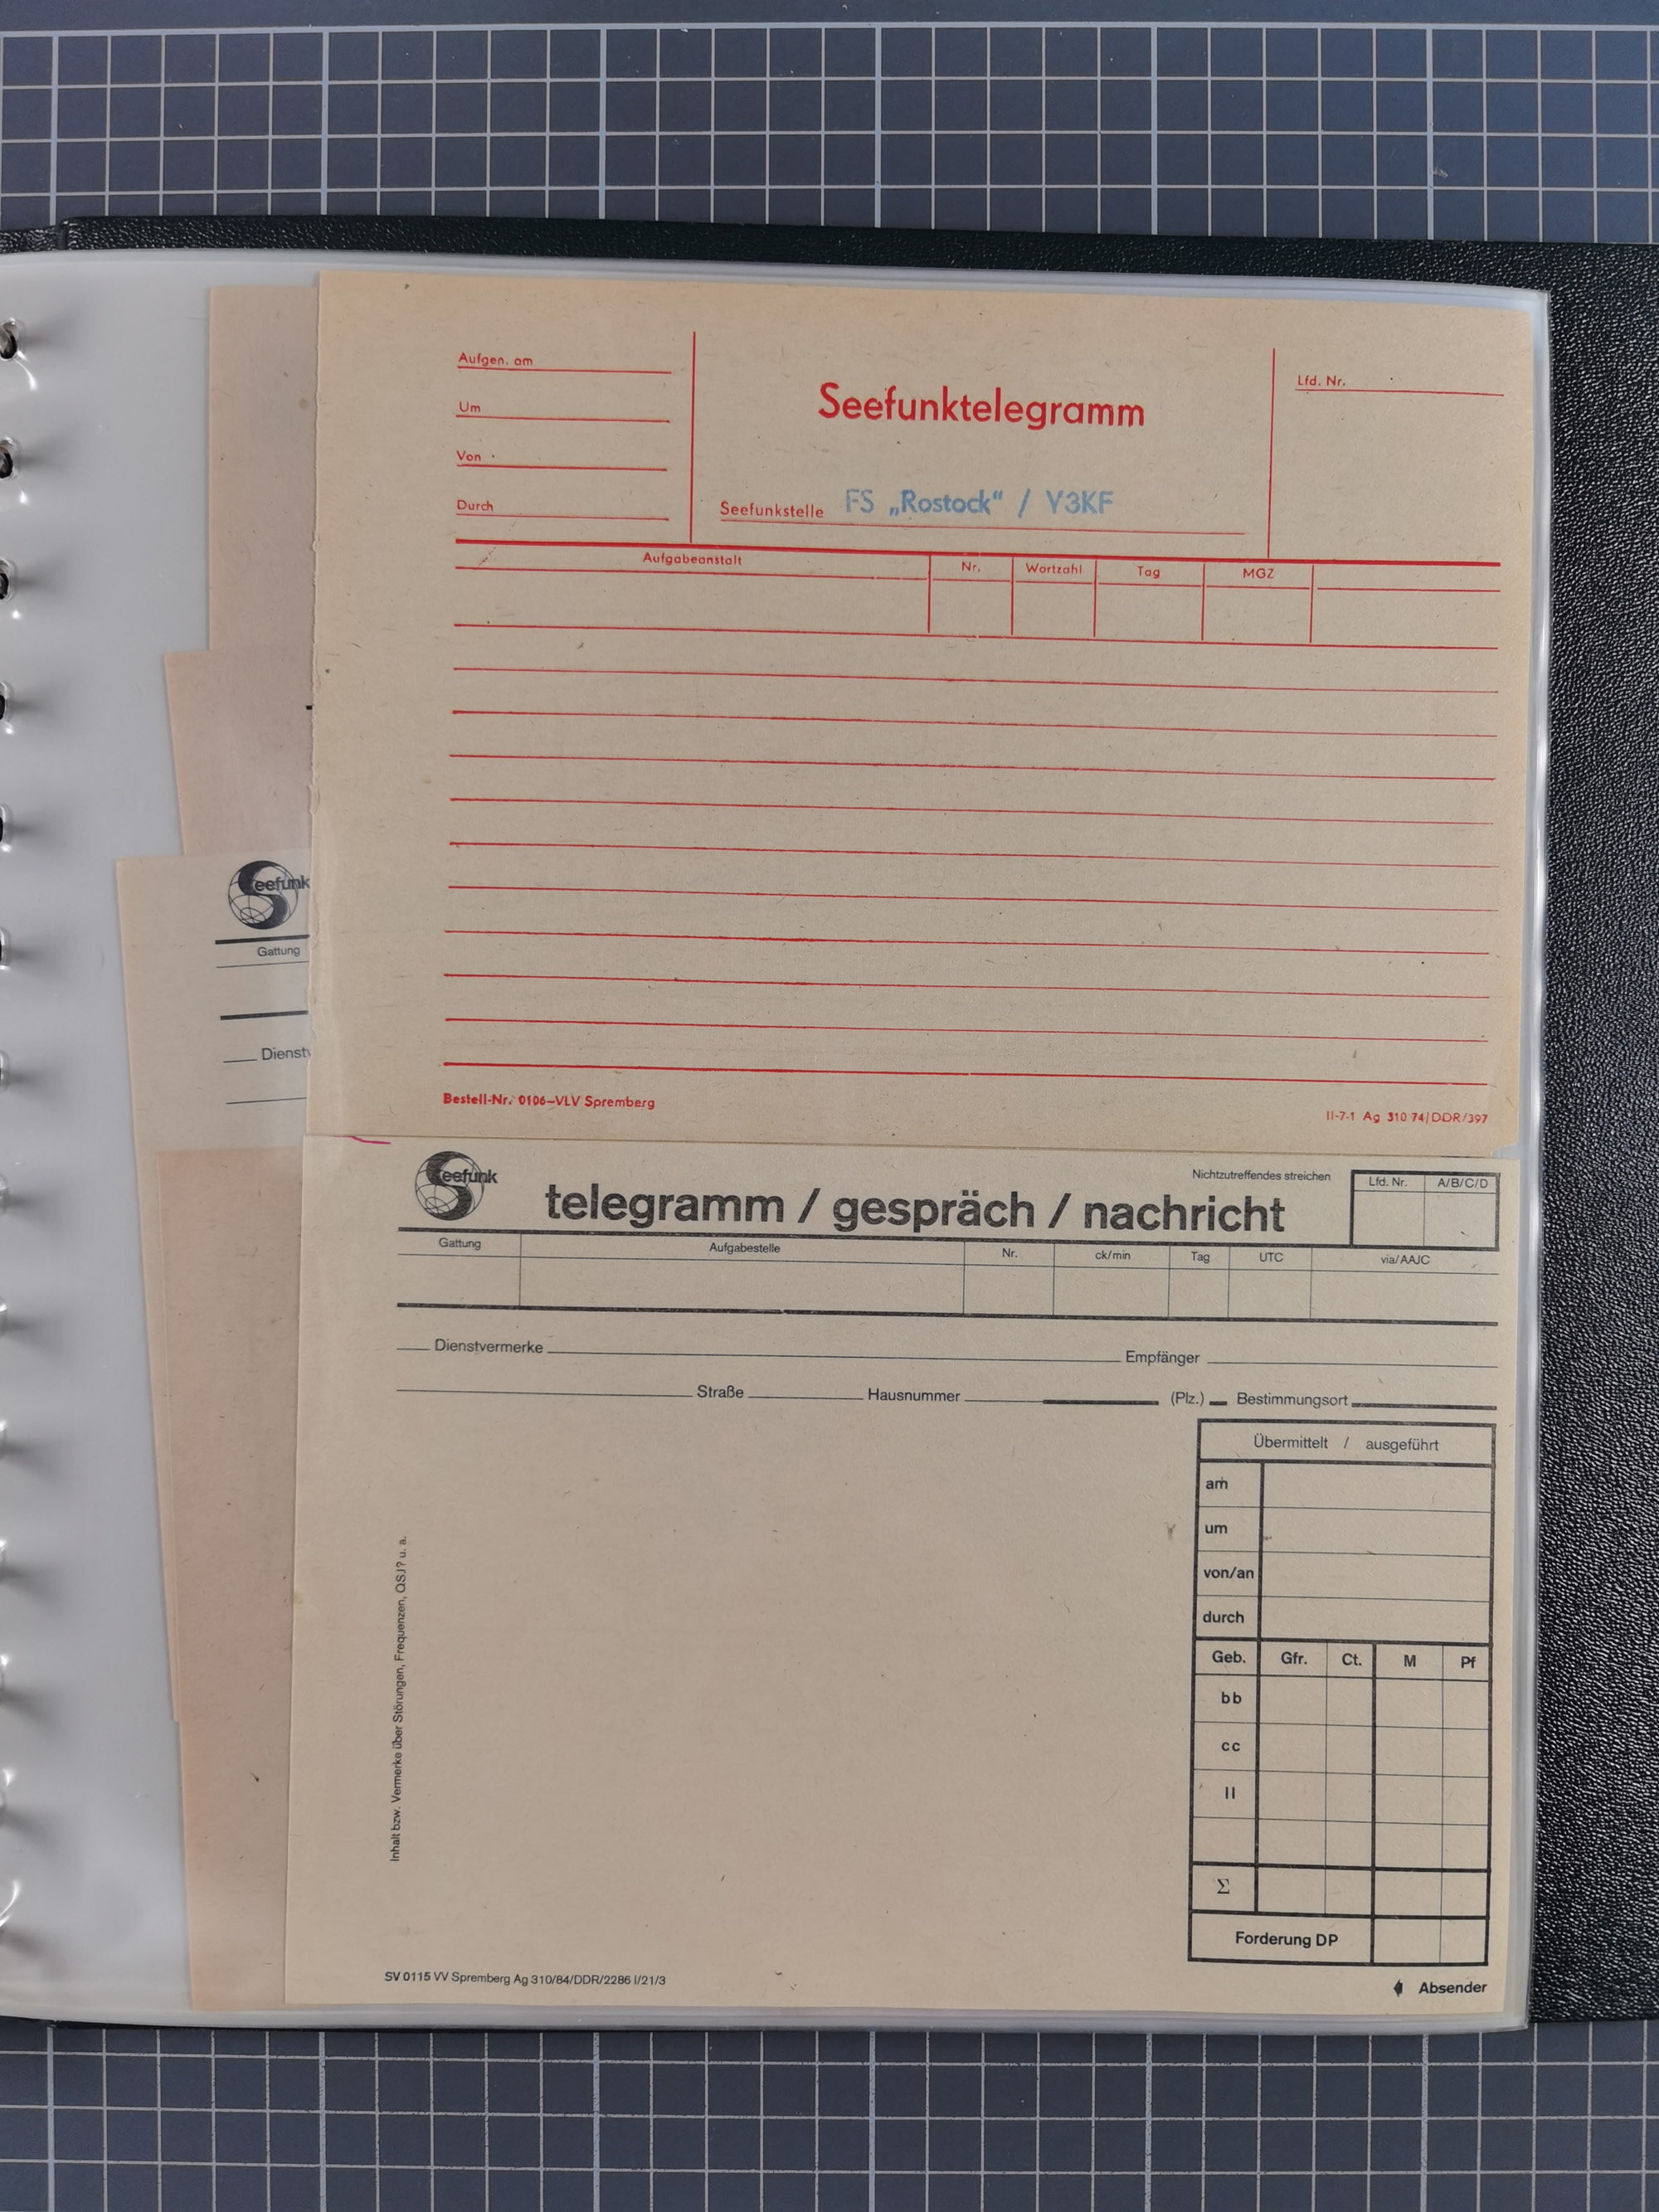 Aufgen. am
Um
Von
Durch
Seefunktelegramm
Seefunkstelle FS „Rostock“ / Y3KF
Lfd. Nr.
Aufgabeanstalt Nr. Wortzahl Tag MGZ
Bestell-Nr. 0106–VLV Spremberg
II-7-1 Ag 310 74/DDR/397
Seefunk
Gattung
Seefunk
telegramm / gespräch / nachricht
Nichtzutreffendes streichen
Lfd. Nr. A/B/C/D
Gattung Aufgabestelle Nr. ck/min Tag UTC via/AAJC
Dienstvermerke Empfänger
Straße Hausnummer (Plz.) Bestimmungsort
Inhalt bzw. Vermerke über Störungen, Frequenzen, QSJ? u. a.
Übermittelt / ausgeführt
am
um
von/an
durch
Geb. Gfr. Ct. M Pf
bb
cc
ll
Σ
Forderung DP
SV 0115 VV Spremberg Ag 310/84/DDR/2286 I/21/3
Absender